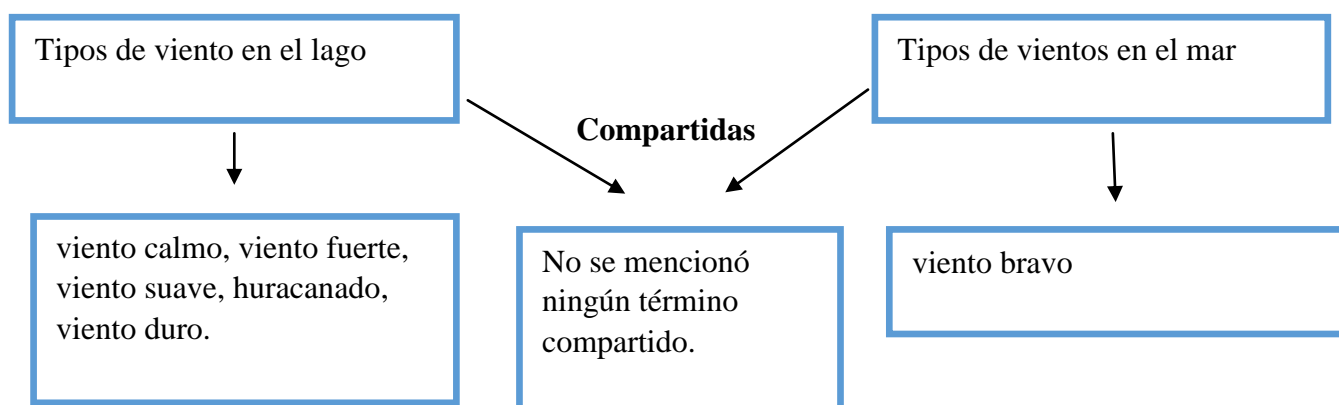 Tipos de viento en el lago
Tipos de vientos en el mar
Compartidas
viento calmo, viento fuerte,
viento suave, huracanado,
viento duro.
No se mencionó
ningún término
compartido.
viento bravo